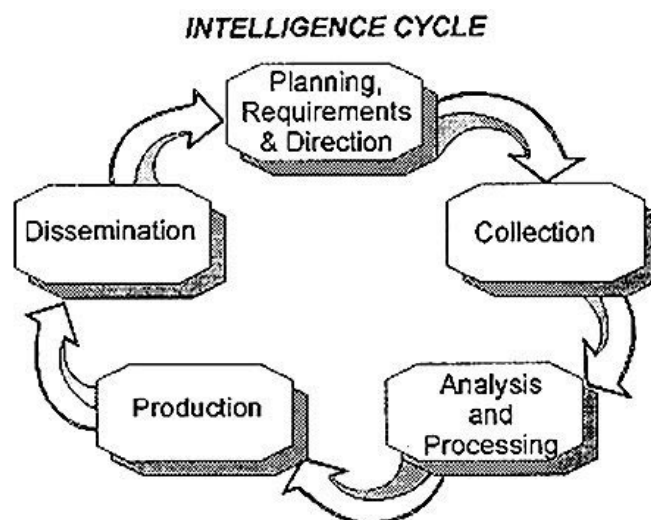 INTELLIGENCE CYCLE
Planning,
Requirements
& Direction
Collection
Analysis
and
Processing
Production
Dissemination